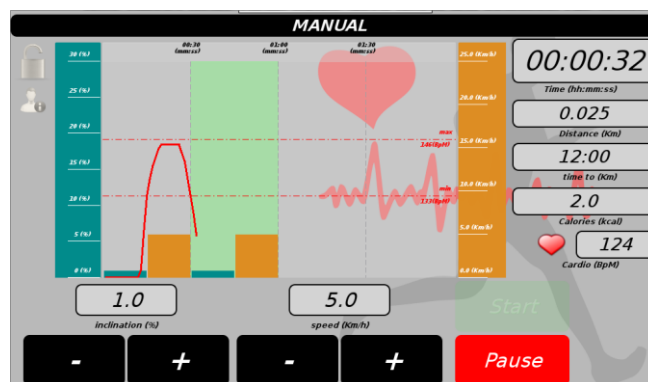 MANUAL
30 (%)
00:30
(mm:ss)
01:00
(mm:ss)
01:30
(mm:ss)
25.0 (Km/h)
00:00:32
Time (hh:mm:ss)
25 (%)
20.0 (Km/h)
0.025
Distance (Km)
20 (%)
max
146(BpM)
15.0 (Km/h)
12:00
time to (Km)
15 (%)
min
133(BpM)
10.0 (Km/h)
2.0
Calories (kcal)
10 (%)
5 (%)
5.0 (Km/h)
124
Cardio (BpM)
0 (%)
0.0 (Km/h)
1.0
inclination (%)
5.0
speed (Km/h)
Start
- + - +
Pause